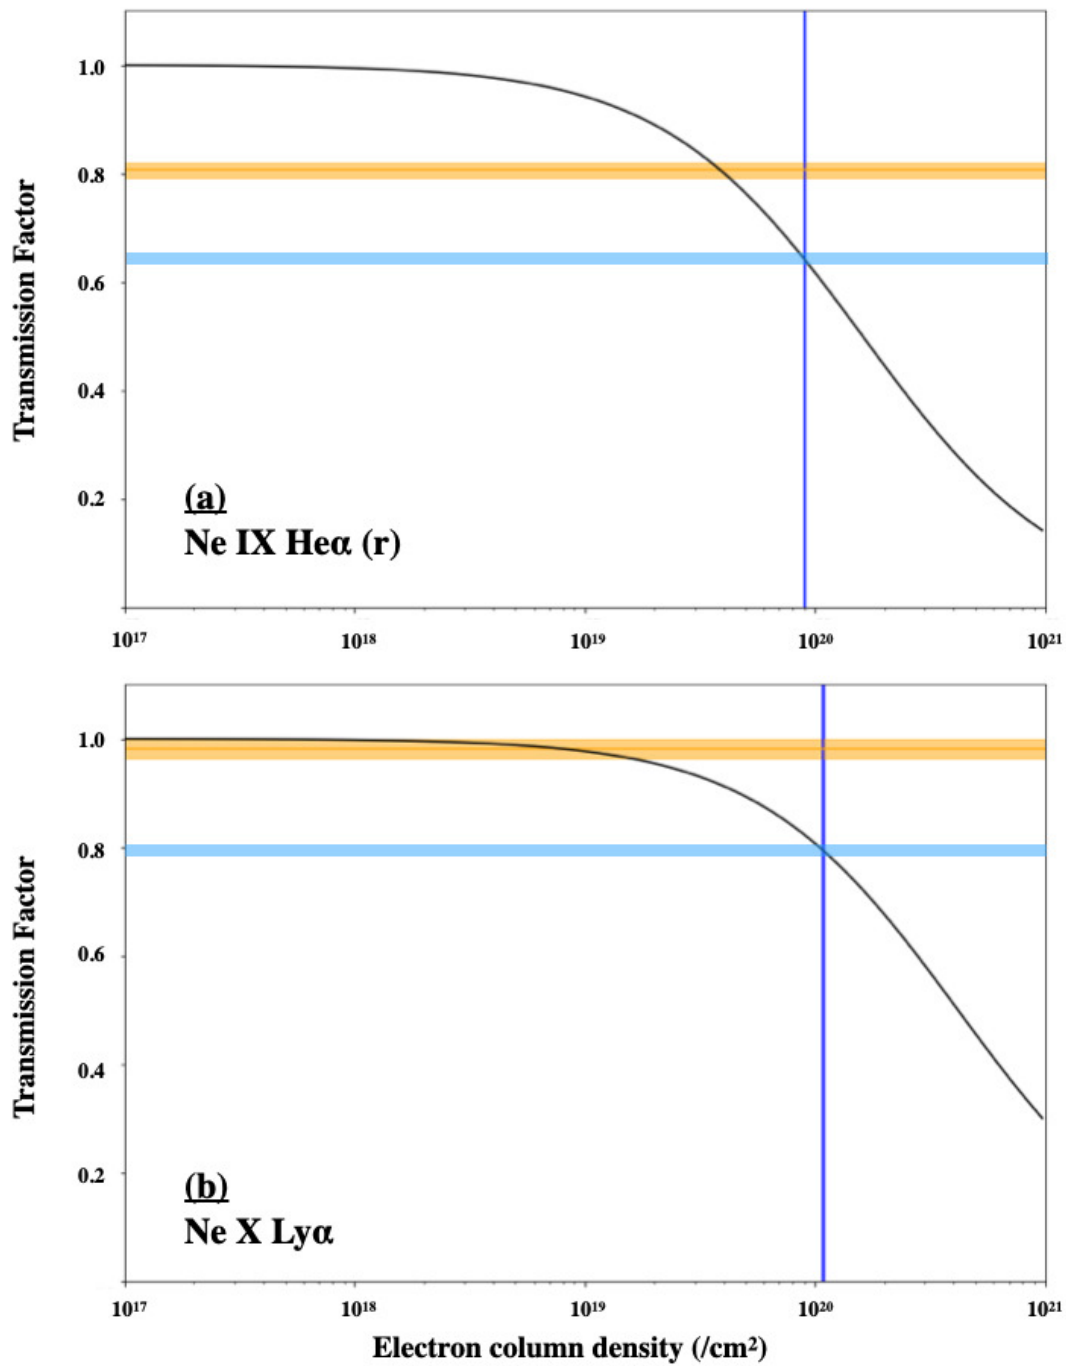 Transmission Factor
1.0
0.8
0.6
0.4
0.2
(a)
Ne IX Heα (r)
10¹⁷ 10¹⁸ 10¹⁹ 10²⁰ 10²¹
Transmission Factor
1.0
0.8
0.6
0.4
0.2
(b)
Ne X Lyα
10¹⁷ 10¹⁸ 10¹⁹ 10²⁰ 10²¹
Electron column density (/cm²)